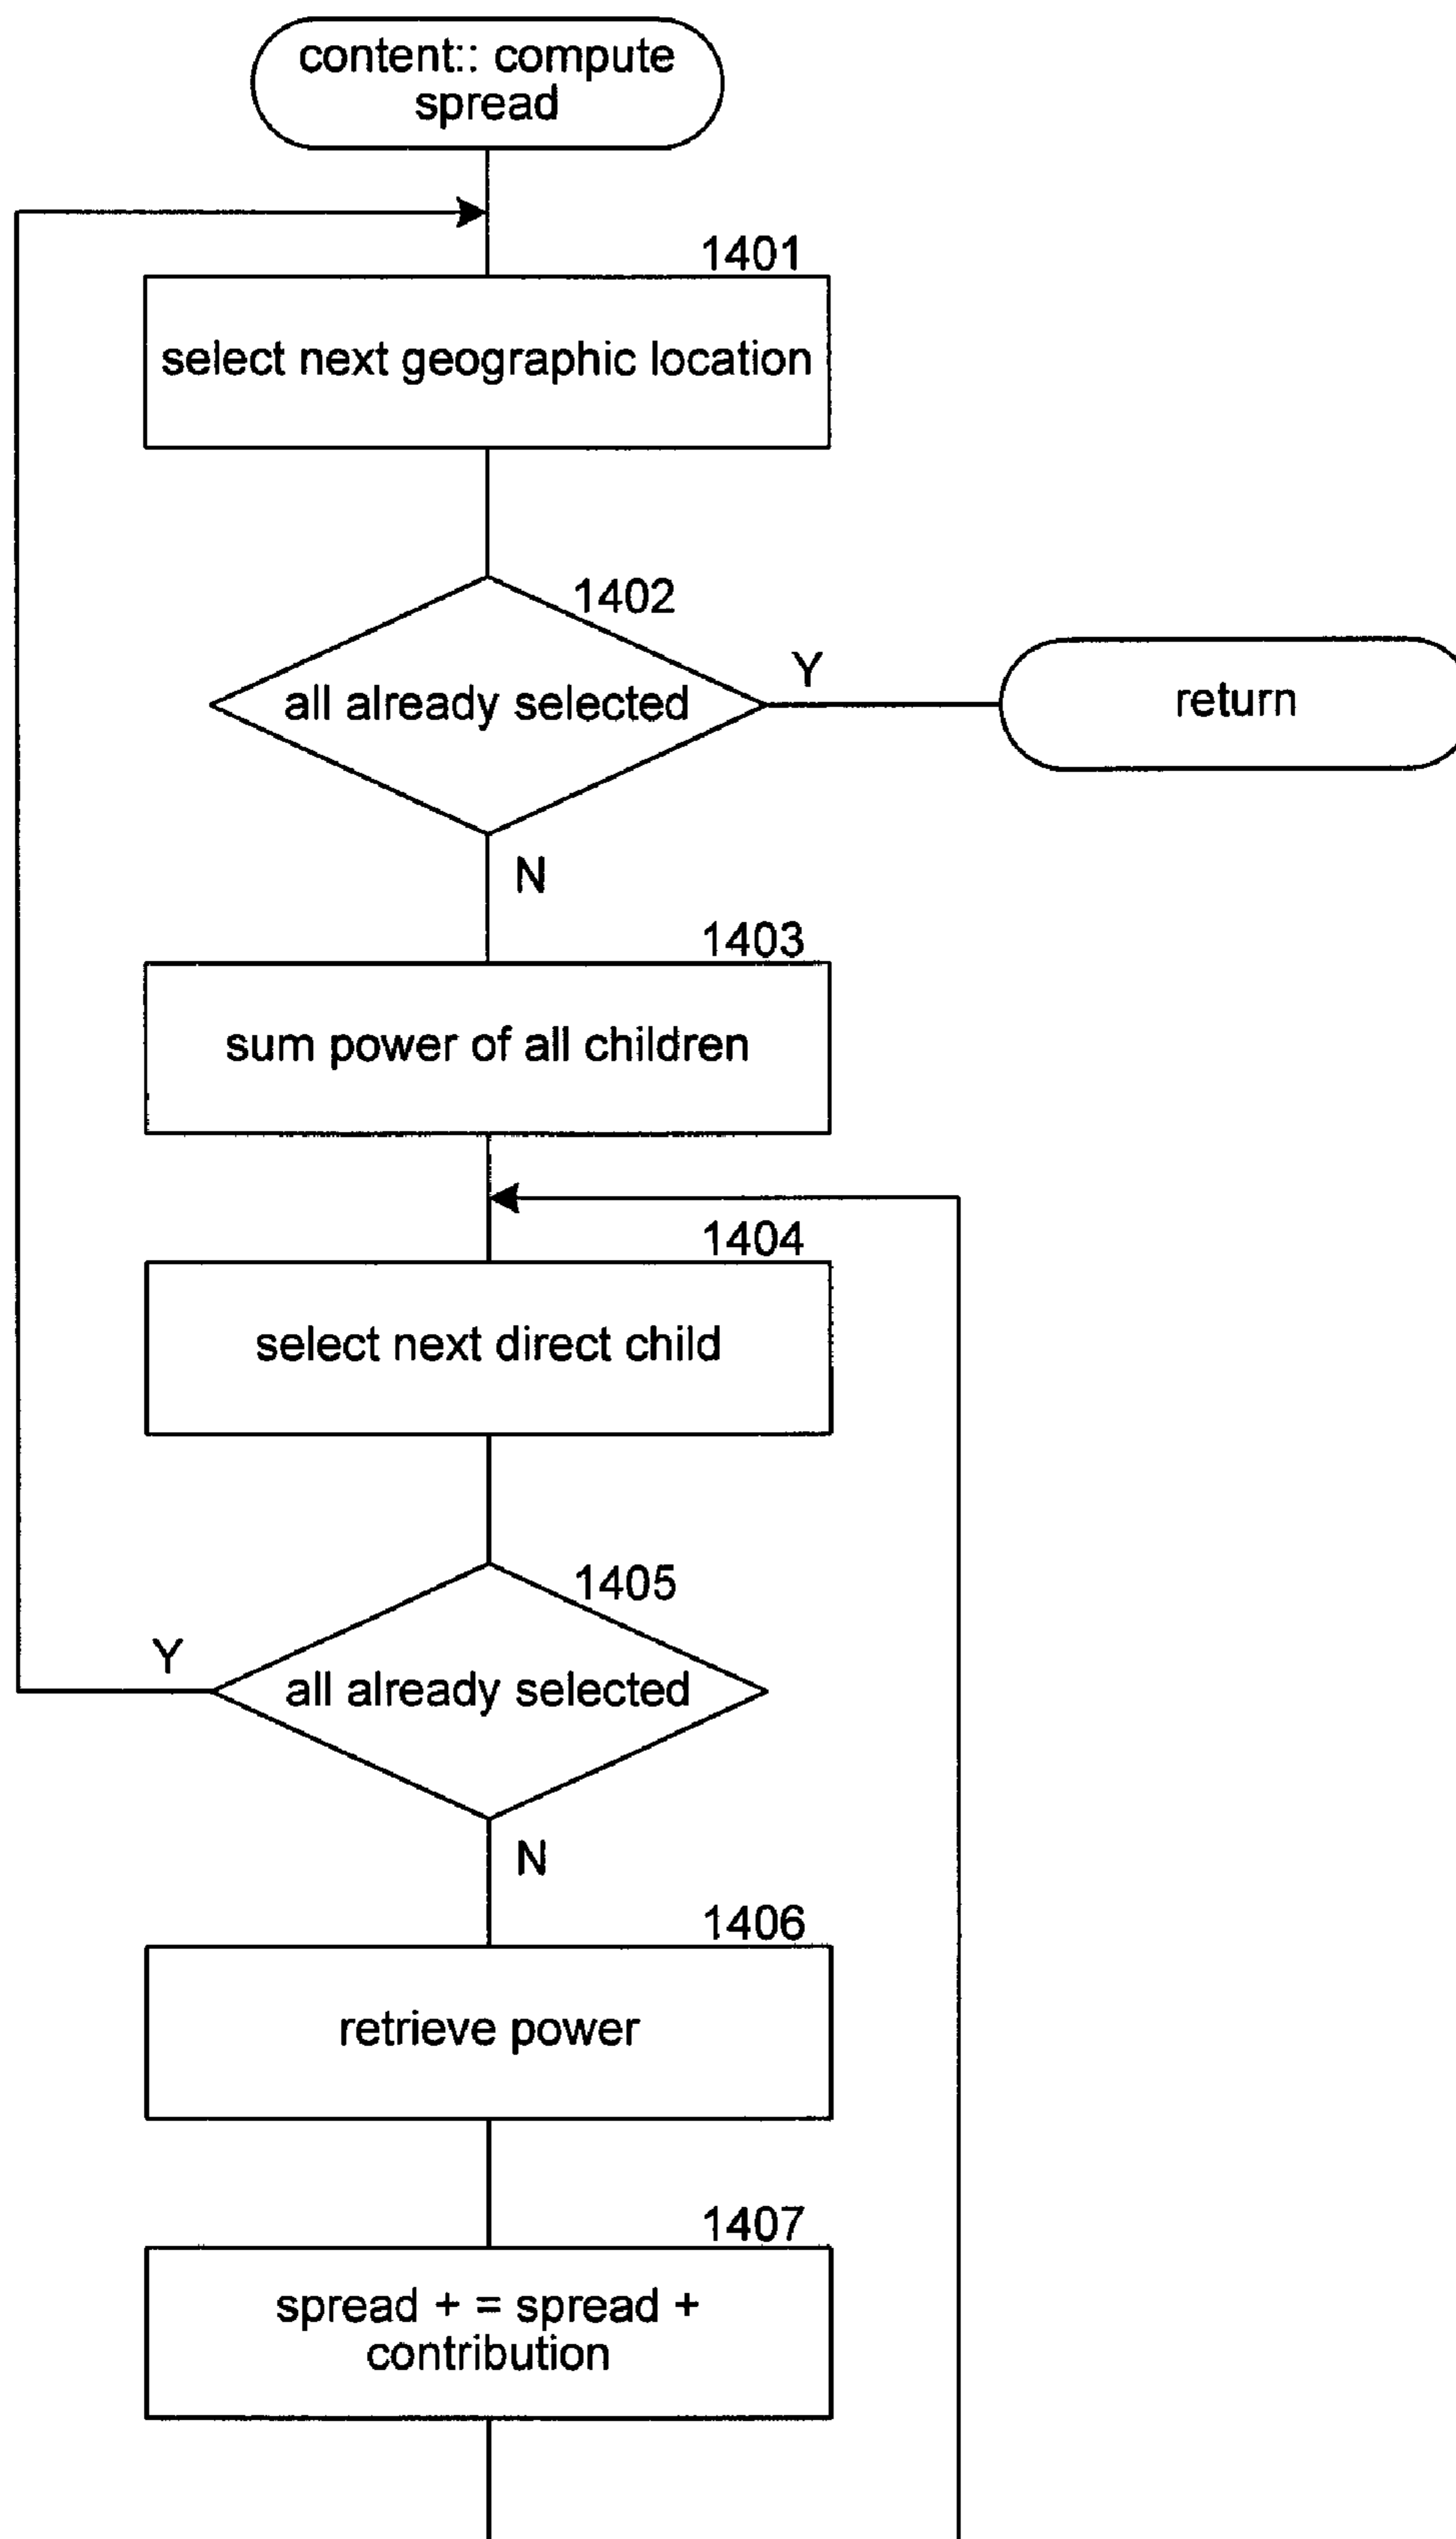 content:: compute
spread
1401
select next geographic location
1402
all already selected
Y
return
N
1403
sum power of all children
1404
select next direct child
1405
Y
all already selected
N
1406
retrieve power
1407
spread + = spread +
contribution